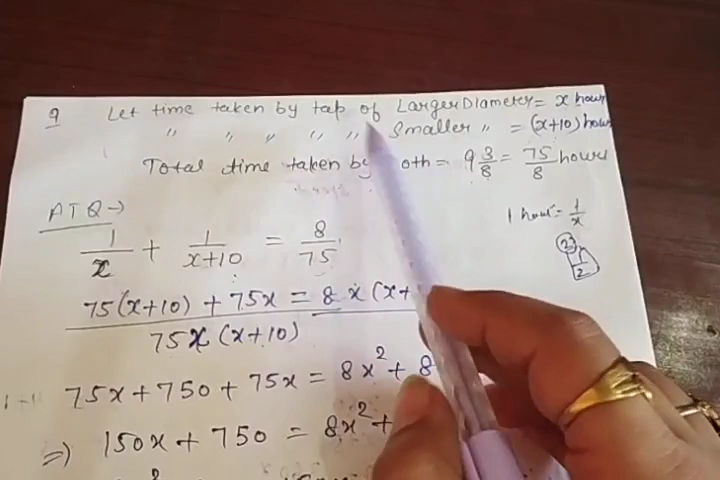 9 Let time taken by tap of Larger Diameter = x hour
" " " " " Smaller " = (x+10) hour
Total time taken by oth = 9 3/8 = 75/8 hours
ATQ→
1 hour = 1/x
1/x + 1/x+10 = 8/75
75(x+10) + 75x = 8x(x+
75x(x+10)
75x + 750 + 75x = 8x² + 8
⇒) 150x + 750 = 8x² +